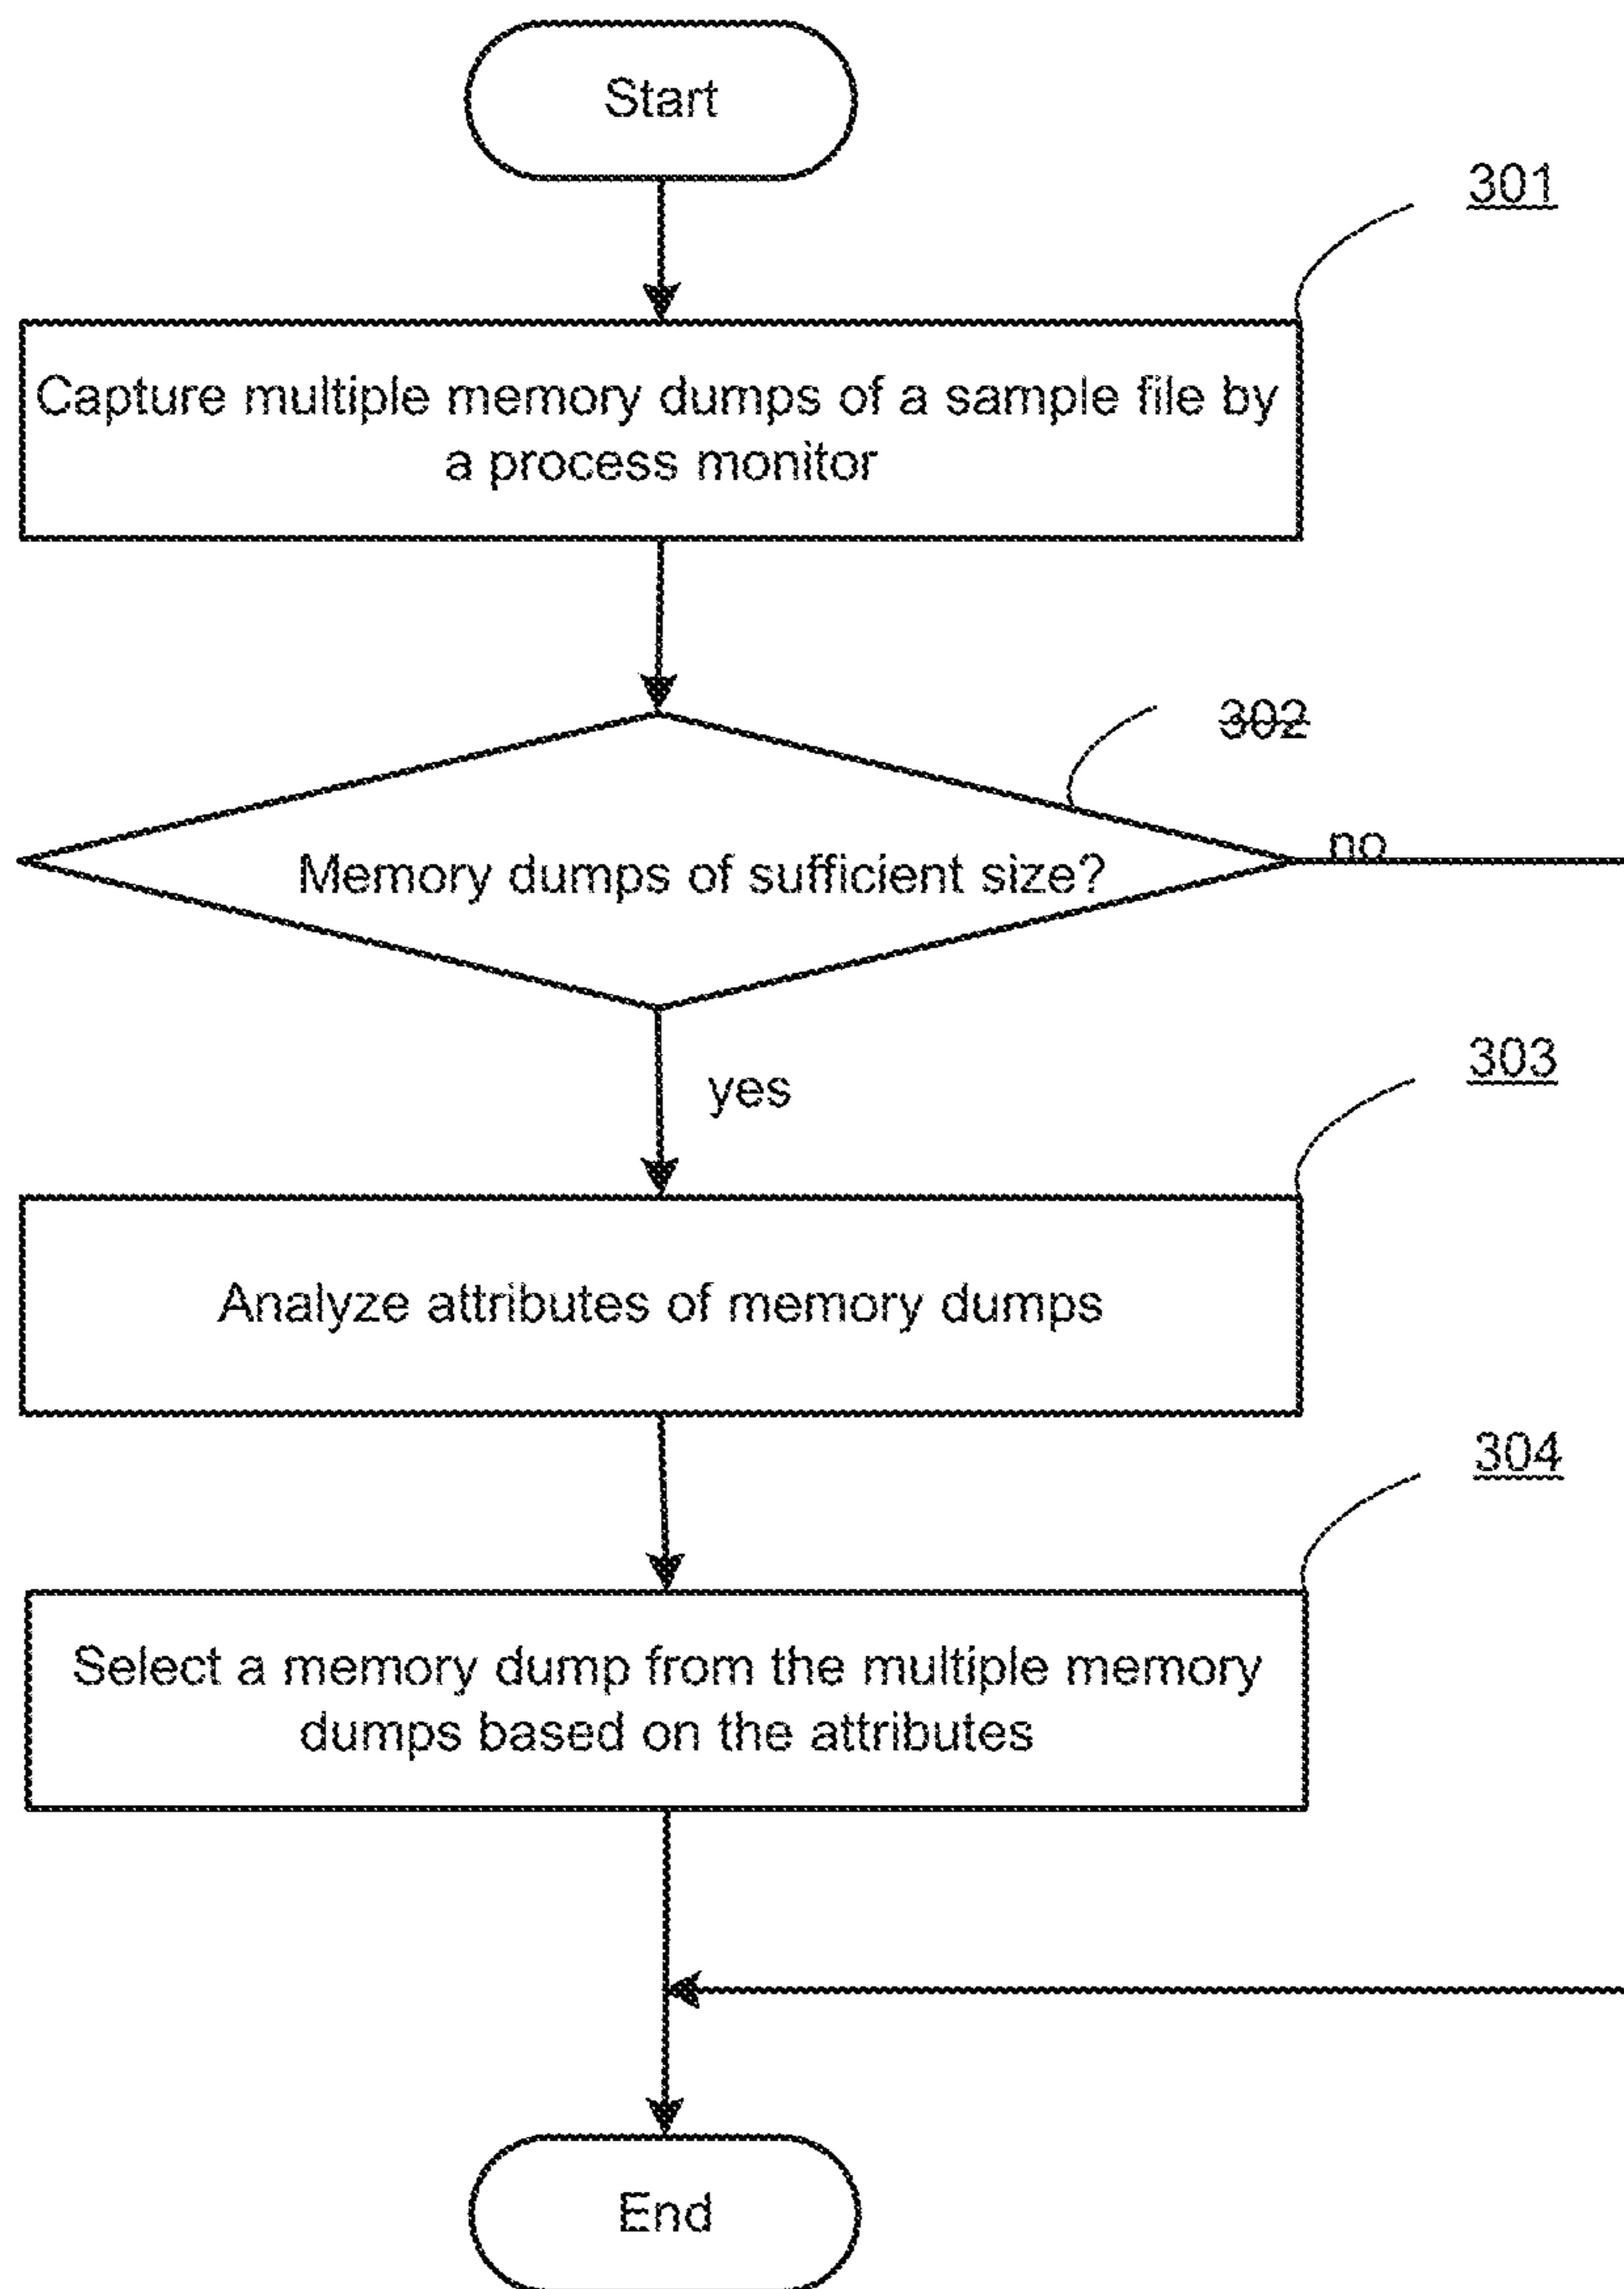 Start
301
Capture multiple memory dumps of a sample file by
a process monitor
302
no
Memory dumps of sufficient size?
yes
303
Analyze attributes of memory dumps
304
Select a memory dump from the multiple memory
dumps based on the attributes
End